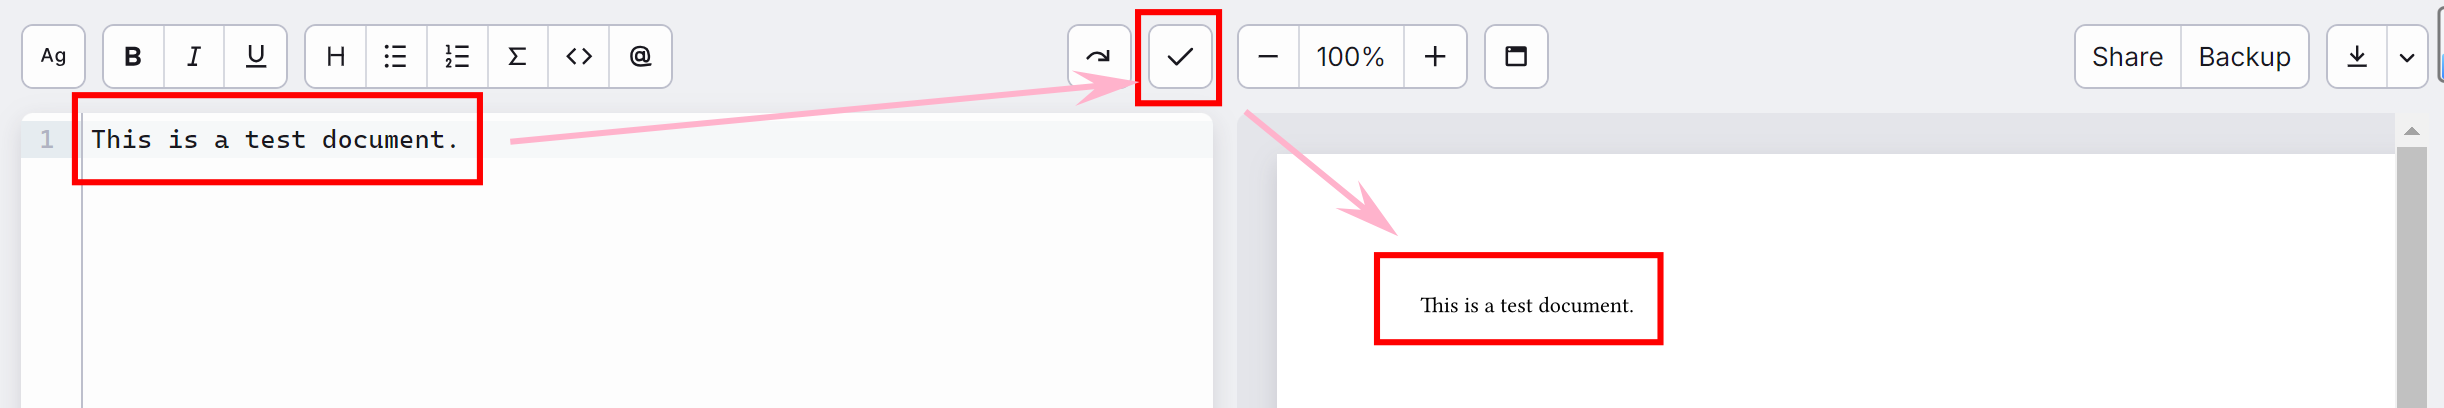 Ag B I U H Σ <> @ 100% Share Backup
1 This is a test document.
This is a test document.